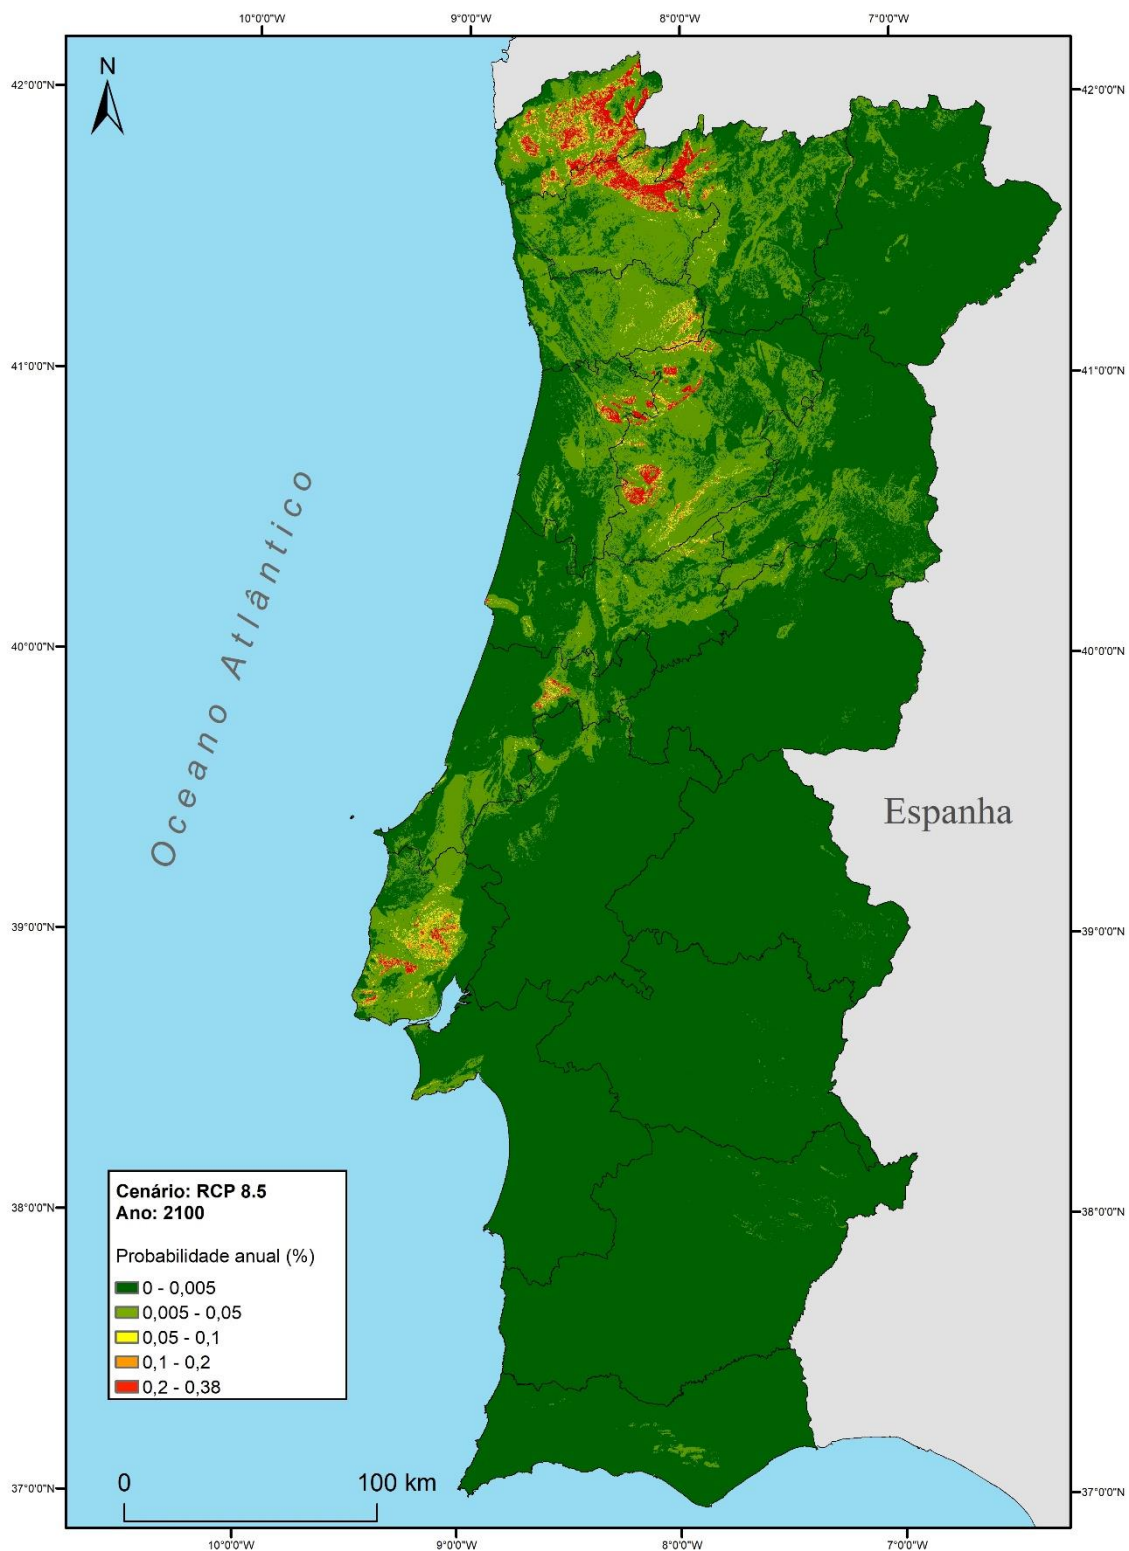 10°0'0"W 9°0'0"W 8°0'0"W 7°0'0"W
N
42°0'0"N 42°0'0"N
41°0'0"N 41°0'0"N
Oceano Atlântico
40°0'0"N 40°0'0"N
Espanha
39°0'0"N 39°0'0"N
Cenário: RCP 8.5
Ano: 2100
38°0'0"N 38°0'0"N
Probabilidade anual (%)
0 - 0,005
0,005 - 0,05
0,05 - 0,1
0,1 - 0,2
0,2 - 0,38
0 100 km
37°0'0"N 37°0'0"N
10°0'0"W 9°0'0"W 8°0'0"W 7°0'0"W